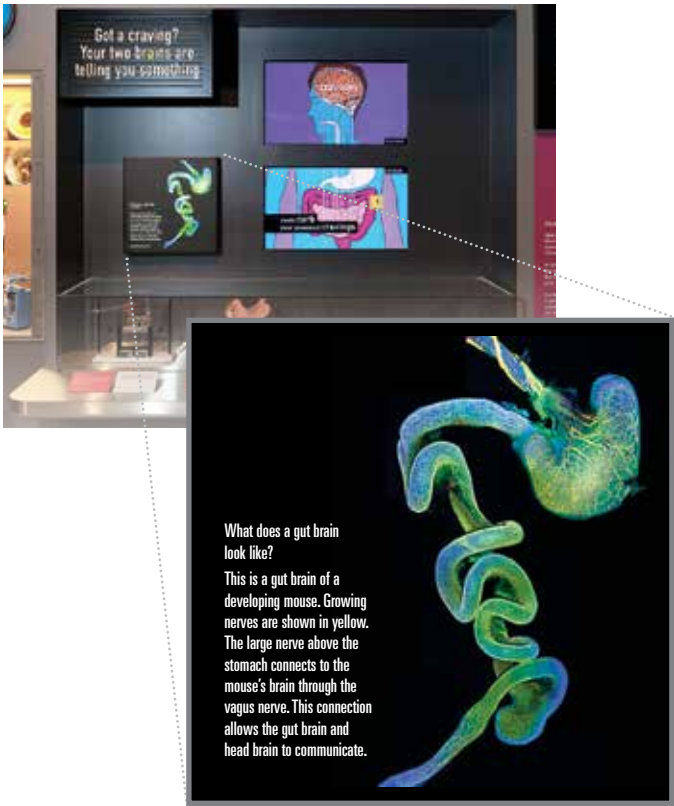 Got a craving?
Your two brains are
telling you something
What does a gut brain
look like?
This is a gut brain of a
developing mouse. Growing
nerves are shown in yellow.
The large nerve above the
stomach connects to the
mouse's brain through the
vagus nerve. This connection
allows the gut brain and
head brain to communicate.